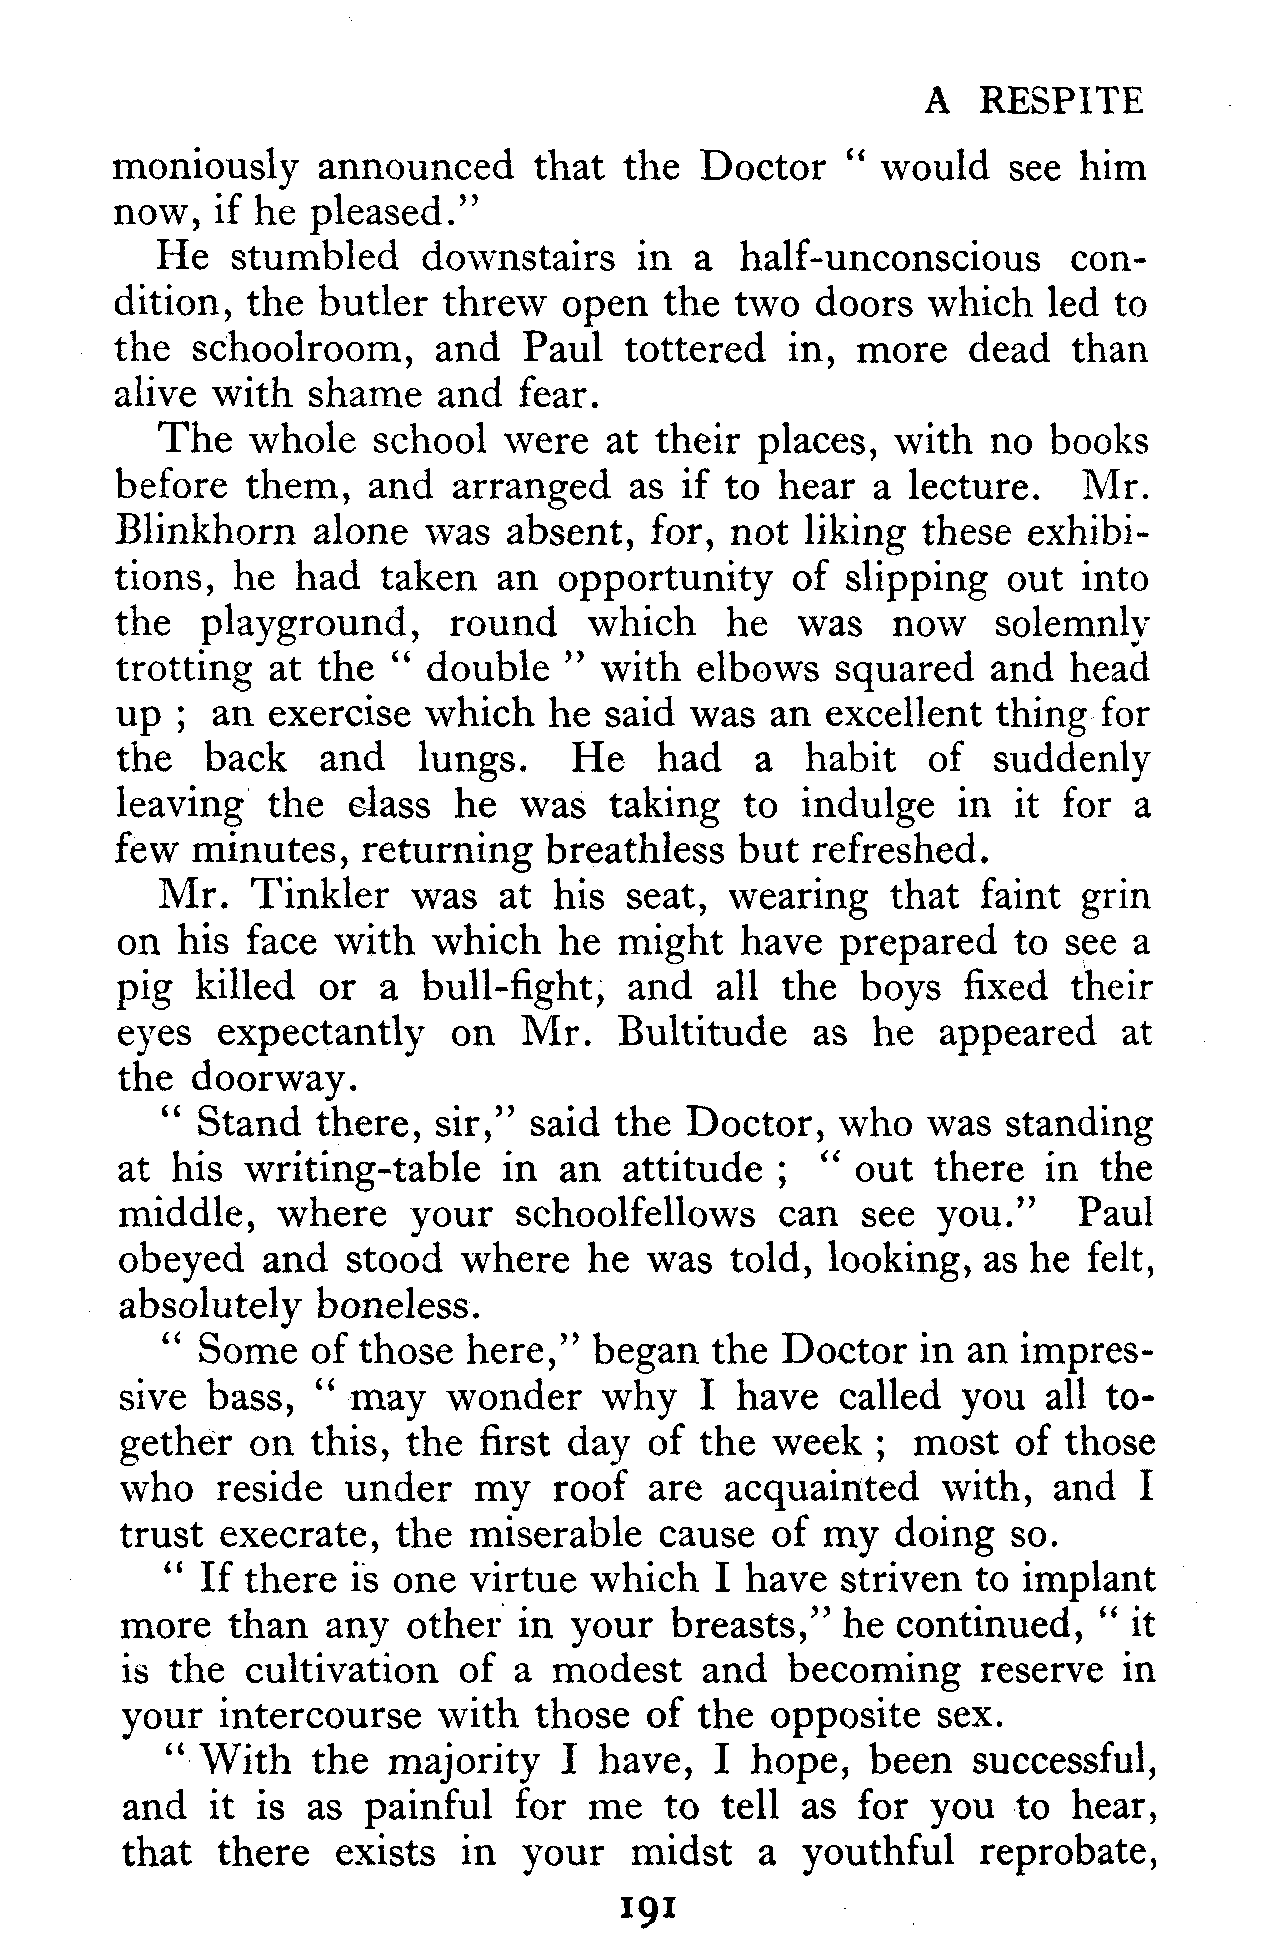 A RESPITE
moniously announced that the Doctor “ would see him
now, if he pleased.”
He stumbled downstairs in a half-unconscious con-
dition, the butler threw open the two doors which led to
the schoolroom, and Paul tottered in, more dead than
alive with shame and fear.
The whole school were at their places, with no books
before them, and arranged as if to hear a lecture. Mr.
Blinkhorn alone was absent, for, not liking these exhibi-
tions, he had taken an opportunity of slipping out into
the playground, round which he was now solemnly
trotting at the “ double ” with elbows squared and head
up ; an exercise which he said was an excellent thing for
the back and lungs. He had a habit of suddenly
leaving the class he was taking to indulge in it for a
few minutes, returning breathless but refreshed.
Mr. Tinkler was at his seat, wearing that faint grin
on his face with which he might have prepared to see a
pig killed or a bull-fight, and all the boys fixed their
eyes expectantly on Mr. Bultitude as he appeared at
the doorway.
“ Stand there, sir,” said the Doctor, who was standing
at his writing-table in an attitude ; “ out there in the
middle, where your schoolfellows can see you.” Paul
obeyed and stood where he was told, looking, as he felt,
absolutely boneless.
“ Some of those here,” began the Doctor in an impres-
sive bass, “ may wonder why I have called you all to-
gether on this, the first day of the week ; most of those
who reside under my roof are acquainted with, and I
trust execrate, the miserable cause of my doing so.
“ If there is one virtue which I have striven to implant
more than any other in your breasts,” he continued, “ it
is the cultivation of a modest and becoming reserve in
your intercourse with those of the opposite sex.
“ With the majority I have, I hope, been successful,
and it is as painful for me to tell as for you to hear,
that there exists in your midst a youthful reprobate,
191